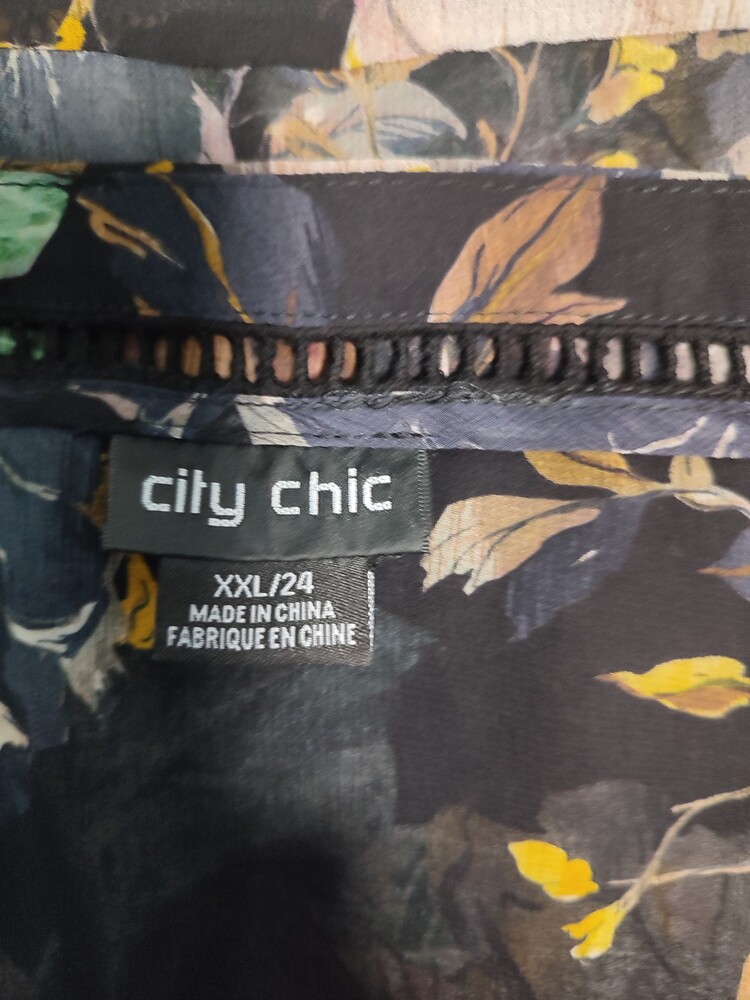 city chic
XXL/24
MADE IN CHINA
FABRIQUE EN CHINE